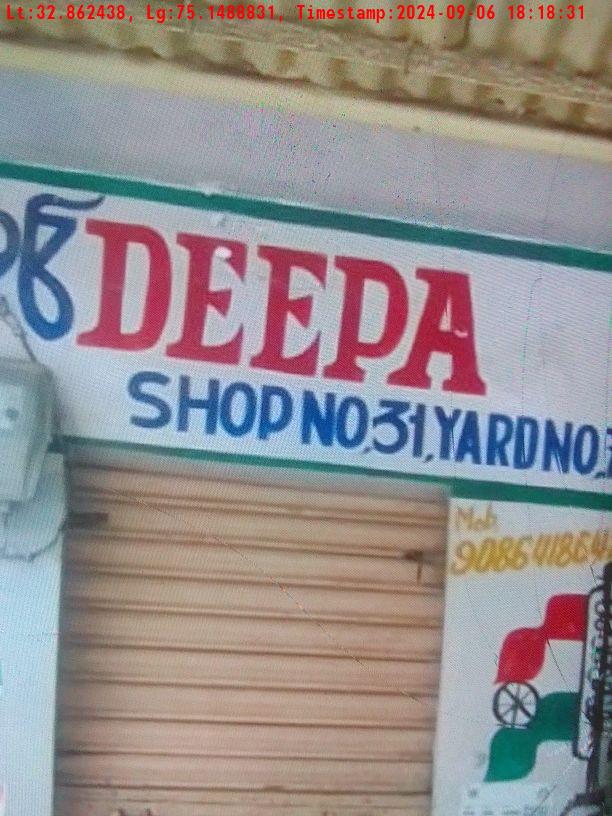 Lt:32.862438, Lg:75.1488831, Timestamp:2024-09-06 18:18:31
DEEPA
SHOP NO.31, YARD NO.
Mob.
908641864